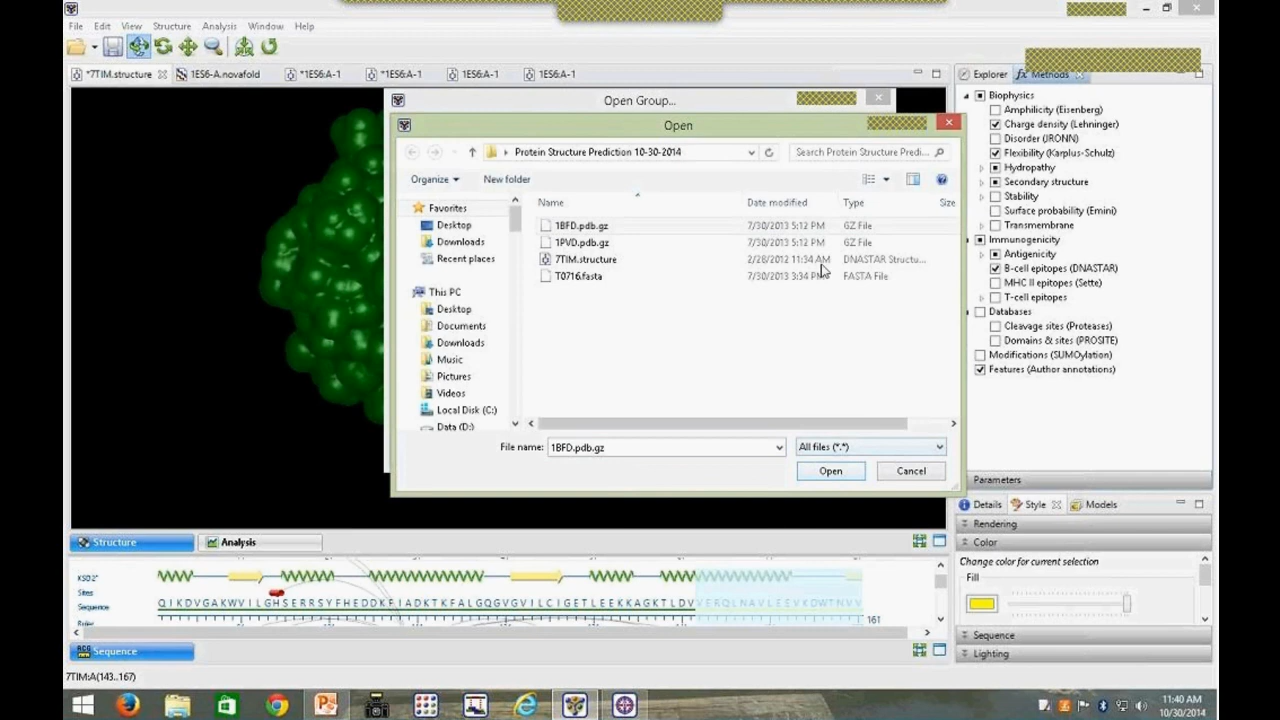 File Edit View Structure Analysis Window Help
*7TIM.structure 1ES6-A.novafold *1ES6:A-1 *1ES6:A-1 1ES6:A-1 1ES6:A-1
Explorer fx Methods
Open Group...
Open
Protein Structure Prediction 10-30-2014
Search Protein Structure Predi...
Organize New folder
Name Date modified Type Size
Favorites
Desktop
Downloads
Recent places
This PC
Desktop
Documents
Downloads
Music
Pictures
Videos
Local Disk (C:)
Data (D:)
1BFD.pdb.gz 7/30/2013 5:12 PM GZ File
1PVD.pdb.gz 7/30/2013 5:12 PM GZ File
7TIM.structure 2/28/2012 11:34 AM DNASTAR Structu...
T0716.fasta 7/30/2013 3:34 PM FASTA File
File name: 1BFD.pdb.gz All files (*.*)
Open Cancel
Biophysics
Amphilicity (Eisenberg)
Charge density (Lehninger)
Disorder (IRONN)
Flexibility (Karplus-Schulz)
Hydropathy
Secondary structure
Stability
Surface probability (Emini)
Transmembrane
Immunogenicity
Antigenicity
B-cell epitopes (DNASTAR)
MHC II epitopes (Sette)
T-cell epitopes
Databases
Cleavage sites (Proteases)
Domains & sites (PROSITE)
Modifications (SUMOylation)
Features (Author annotations)
Parameters
Details Style Models
Rendering
Color
Change color for current selection
Fill
Sequence
Lighting
Structure Analysis
Sites
Sequence
Ruler
161
Sequence
7TIM:A(143..167)
11:40 AM
10/30/2014